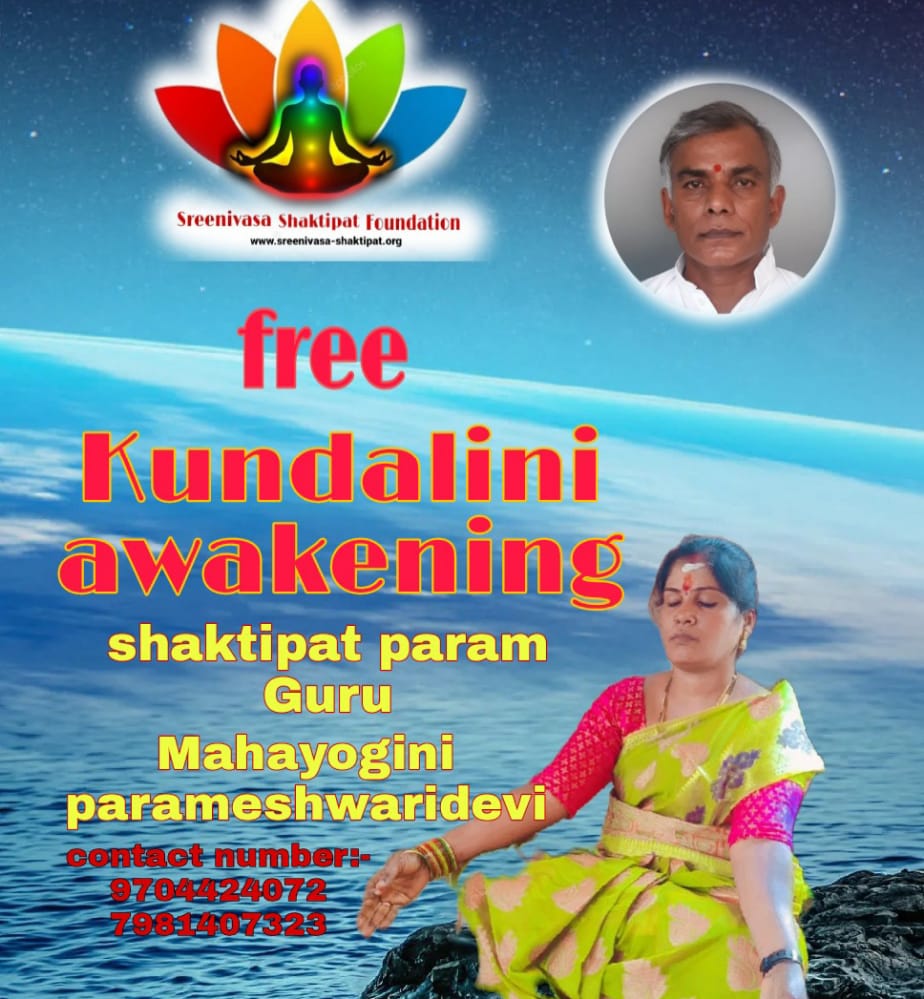 Sreenivasa Shaktipat Foundation
www.sreenivasa-shaktipat.org
free
Kundalini
awakening
shaktipat param
Guru
Mahayogini
parameshwaridevi
contact number:-
9704424072
7981407323